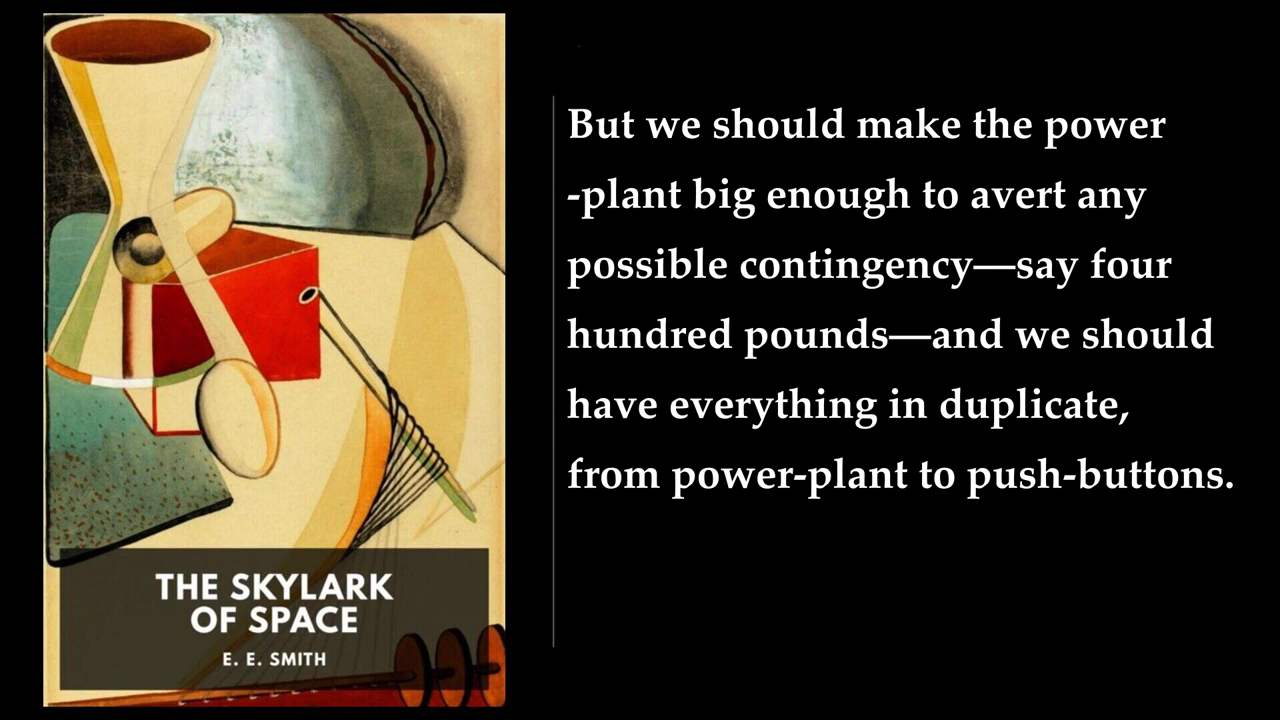 THE SKYLARK
OF SPACE
E. E. SMITH
But we should make the power
-plant big enough to avert any
possible contingency—say four
hundred pounds—and we should
have everything in duplicate,
from power-plant to push-buttons.